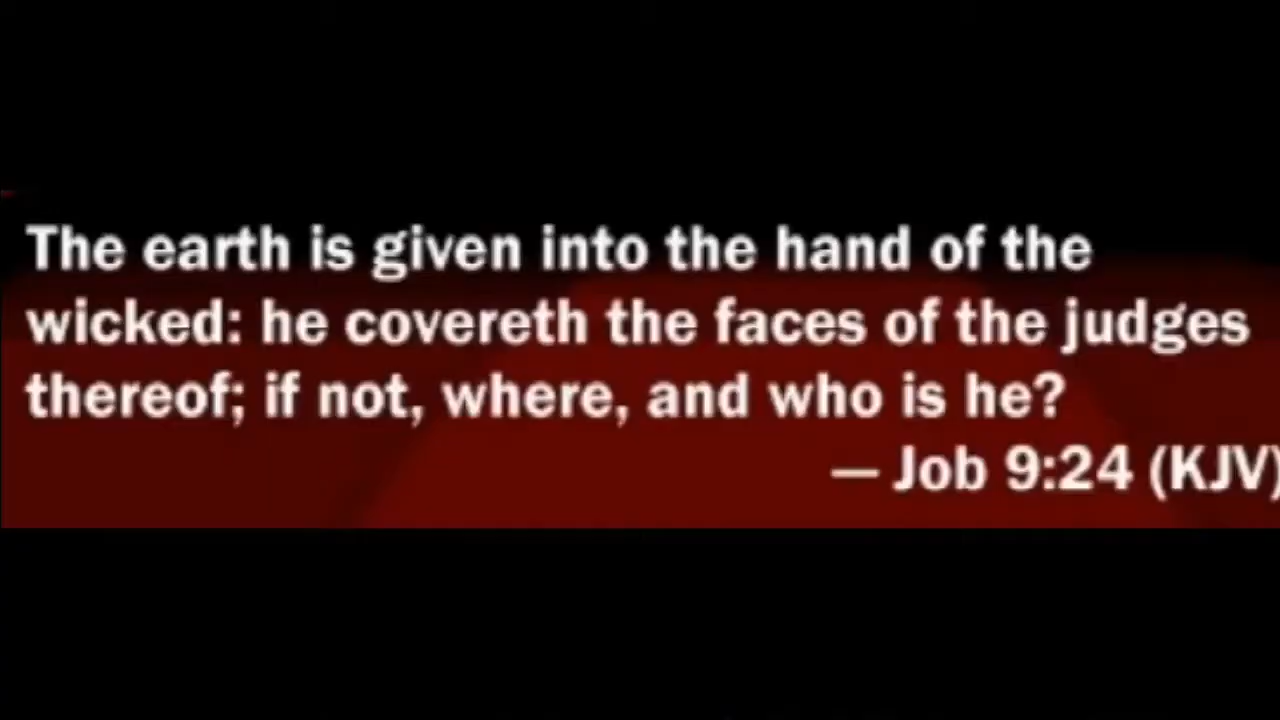 The earth is given into the hand of the
wicked: he covereth the faces of the judges
thereof; if not, where, and who is he?
— Job 9:24 (KJV)